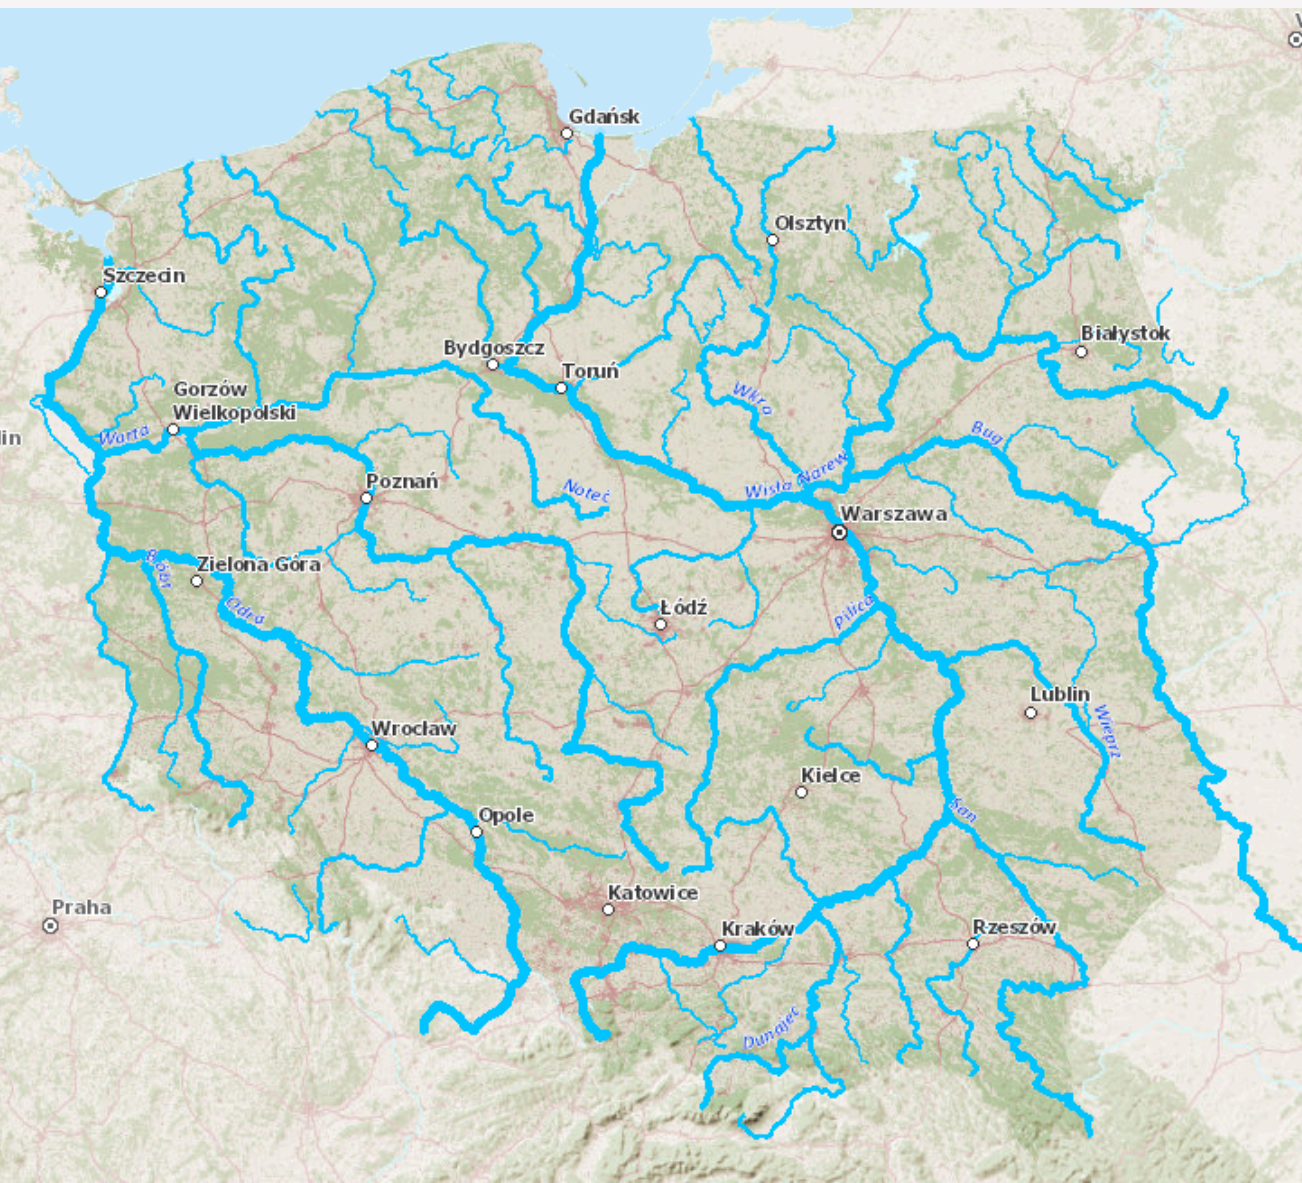 V
Gdańsk
Olsztyn
Szczecin
Białystok
Bydgoszcz
Toruń
Gorzów
Wielkopolski
Wkra
lin
Warta
Bug
Poznań
Noteć
Wisła
Narew
Warszawa
Bóbr
Zielona Góra
Odra
Łódź
Pilica
Lublin
Wieprz
Wrocław
Kielce
San
Opole
Katowice
Praha
Kraków
Rzeszów
Dunajec